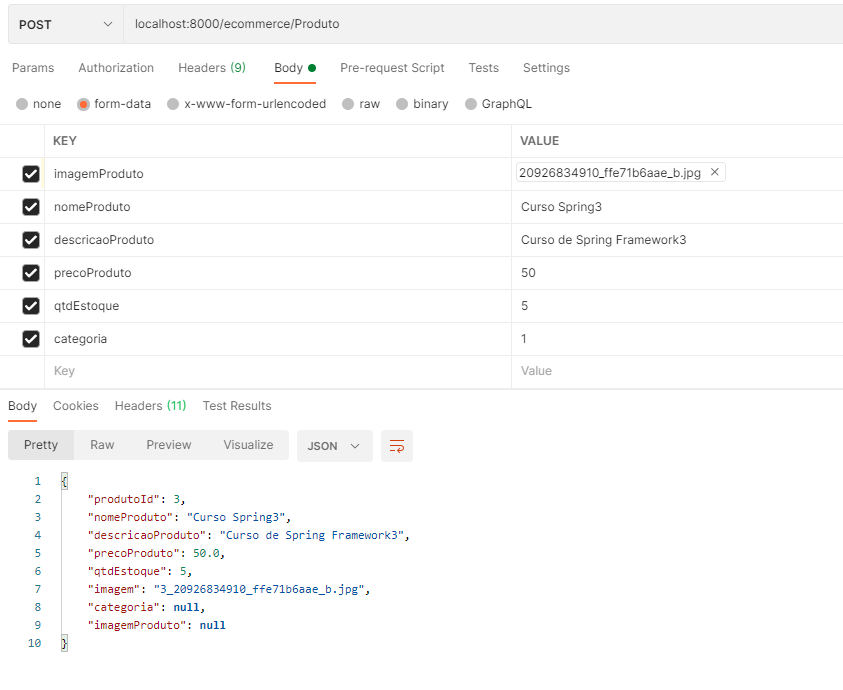 POST localhost:8000/ecommerce/Produto
Params Authorization Headers (9) Body Pre-request Script Tests Settings
none form-data x-www-form-urlencoded raw binary GraphQL
KEY VALUE
imagemProduto 20926834910_ffe71b6aae_b.jpg ✕
nomeProduto Curso Spring3
descricaoProduto Curso de Spring Framework3
precoProduto 50
qtdEstoque 5
categoria 1
Key Value
Body Cookies Headers (11) Test Results
Pretty Raw Preview Visualize JSON
1 {
2 "produtoId": 3,
3 "nomeProduto": "Curso Spring3",
4 "descricaoProduto": "Curso de Spring Framework3",
5 "precoProduto": 50.0,
6 "qtdEstoque": 5,
7 "imagem": "3_20926834910_ffe71b6aae_b.jpg",
8 "categoria": null,
9 "imagemProduto": null
10 }